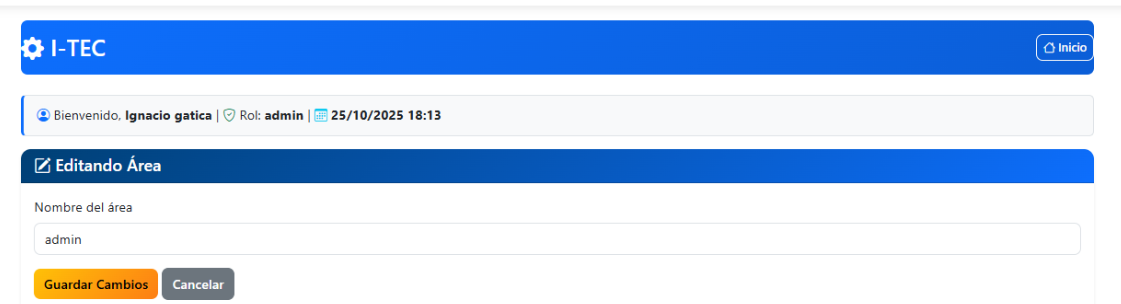 I-TEC
Inicio
Bienvenido, Ignacio gatica | Rol: admin | 25/10/2025 18:13
Editando Área
Nombre del área
admin
Guardar Cambios Cancelar